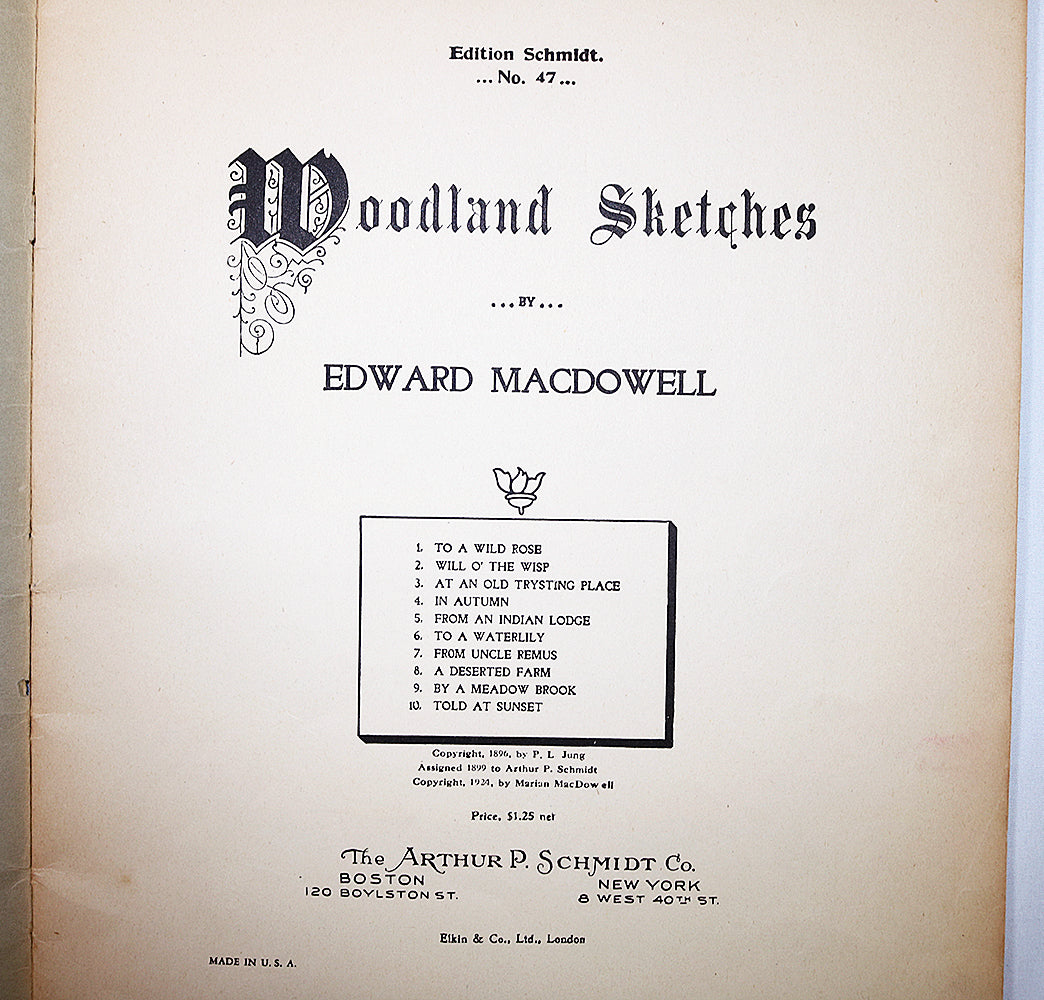 Edition Schmidt.
...No. 47...
Woodland Sketches
...BY...
EDWARD MACDOWELL
1. TO A WILD ROSE
2. WILL O' THE WISP
3. AT AN OLD TRYSTING PLACE
4. IN AUTUMN
5. FROM AN INDIAN LODGE
6. TO A WATERLILY
7. FROM UNCLE REMUS
8. A DESERTED FARM
9. BY A MEADOW BROOK
10. TOLD AT SUNSET
Copyright, 1896, by P. L. Jung
Assigned 1899 to Arthur P. Schmidt
Copyright, 1924, by Marian MacDowell
Price, $1.25 net
The ARTHUR P. SCHMIDT Co.
BOSTON NEW YORK
120 BOYLSTON ST. 8 WEST 40TH ST.
Elkin & Co., Ltd., London
MADE IN U. S. A.